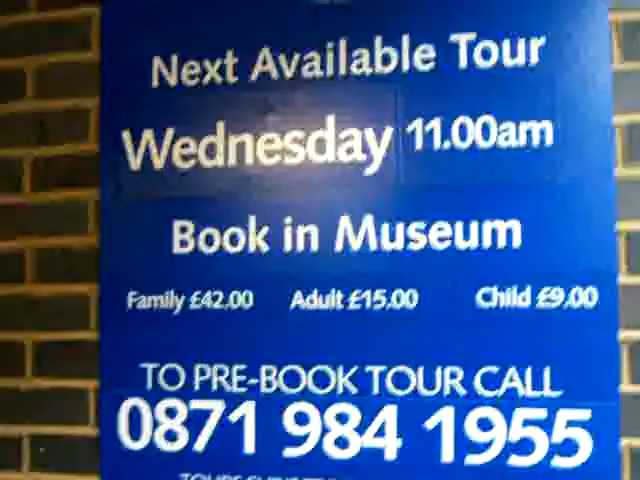 Next Available Tour
Wednesday 11.00am
Book in Museum
Family £42.00 Adult £15.00 Child £9.00
TO PRE-BOOK TOUR CALL
0871 984 1955